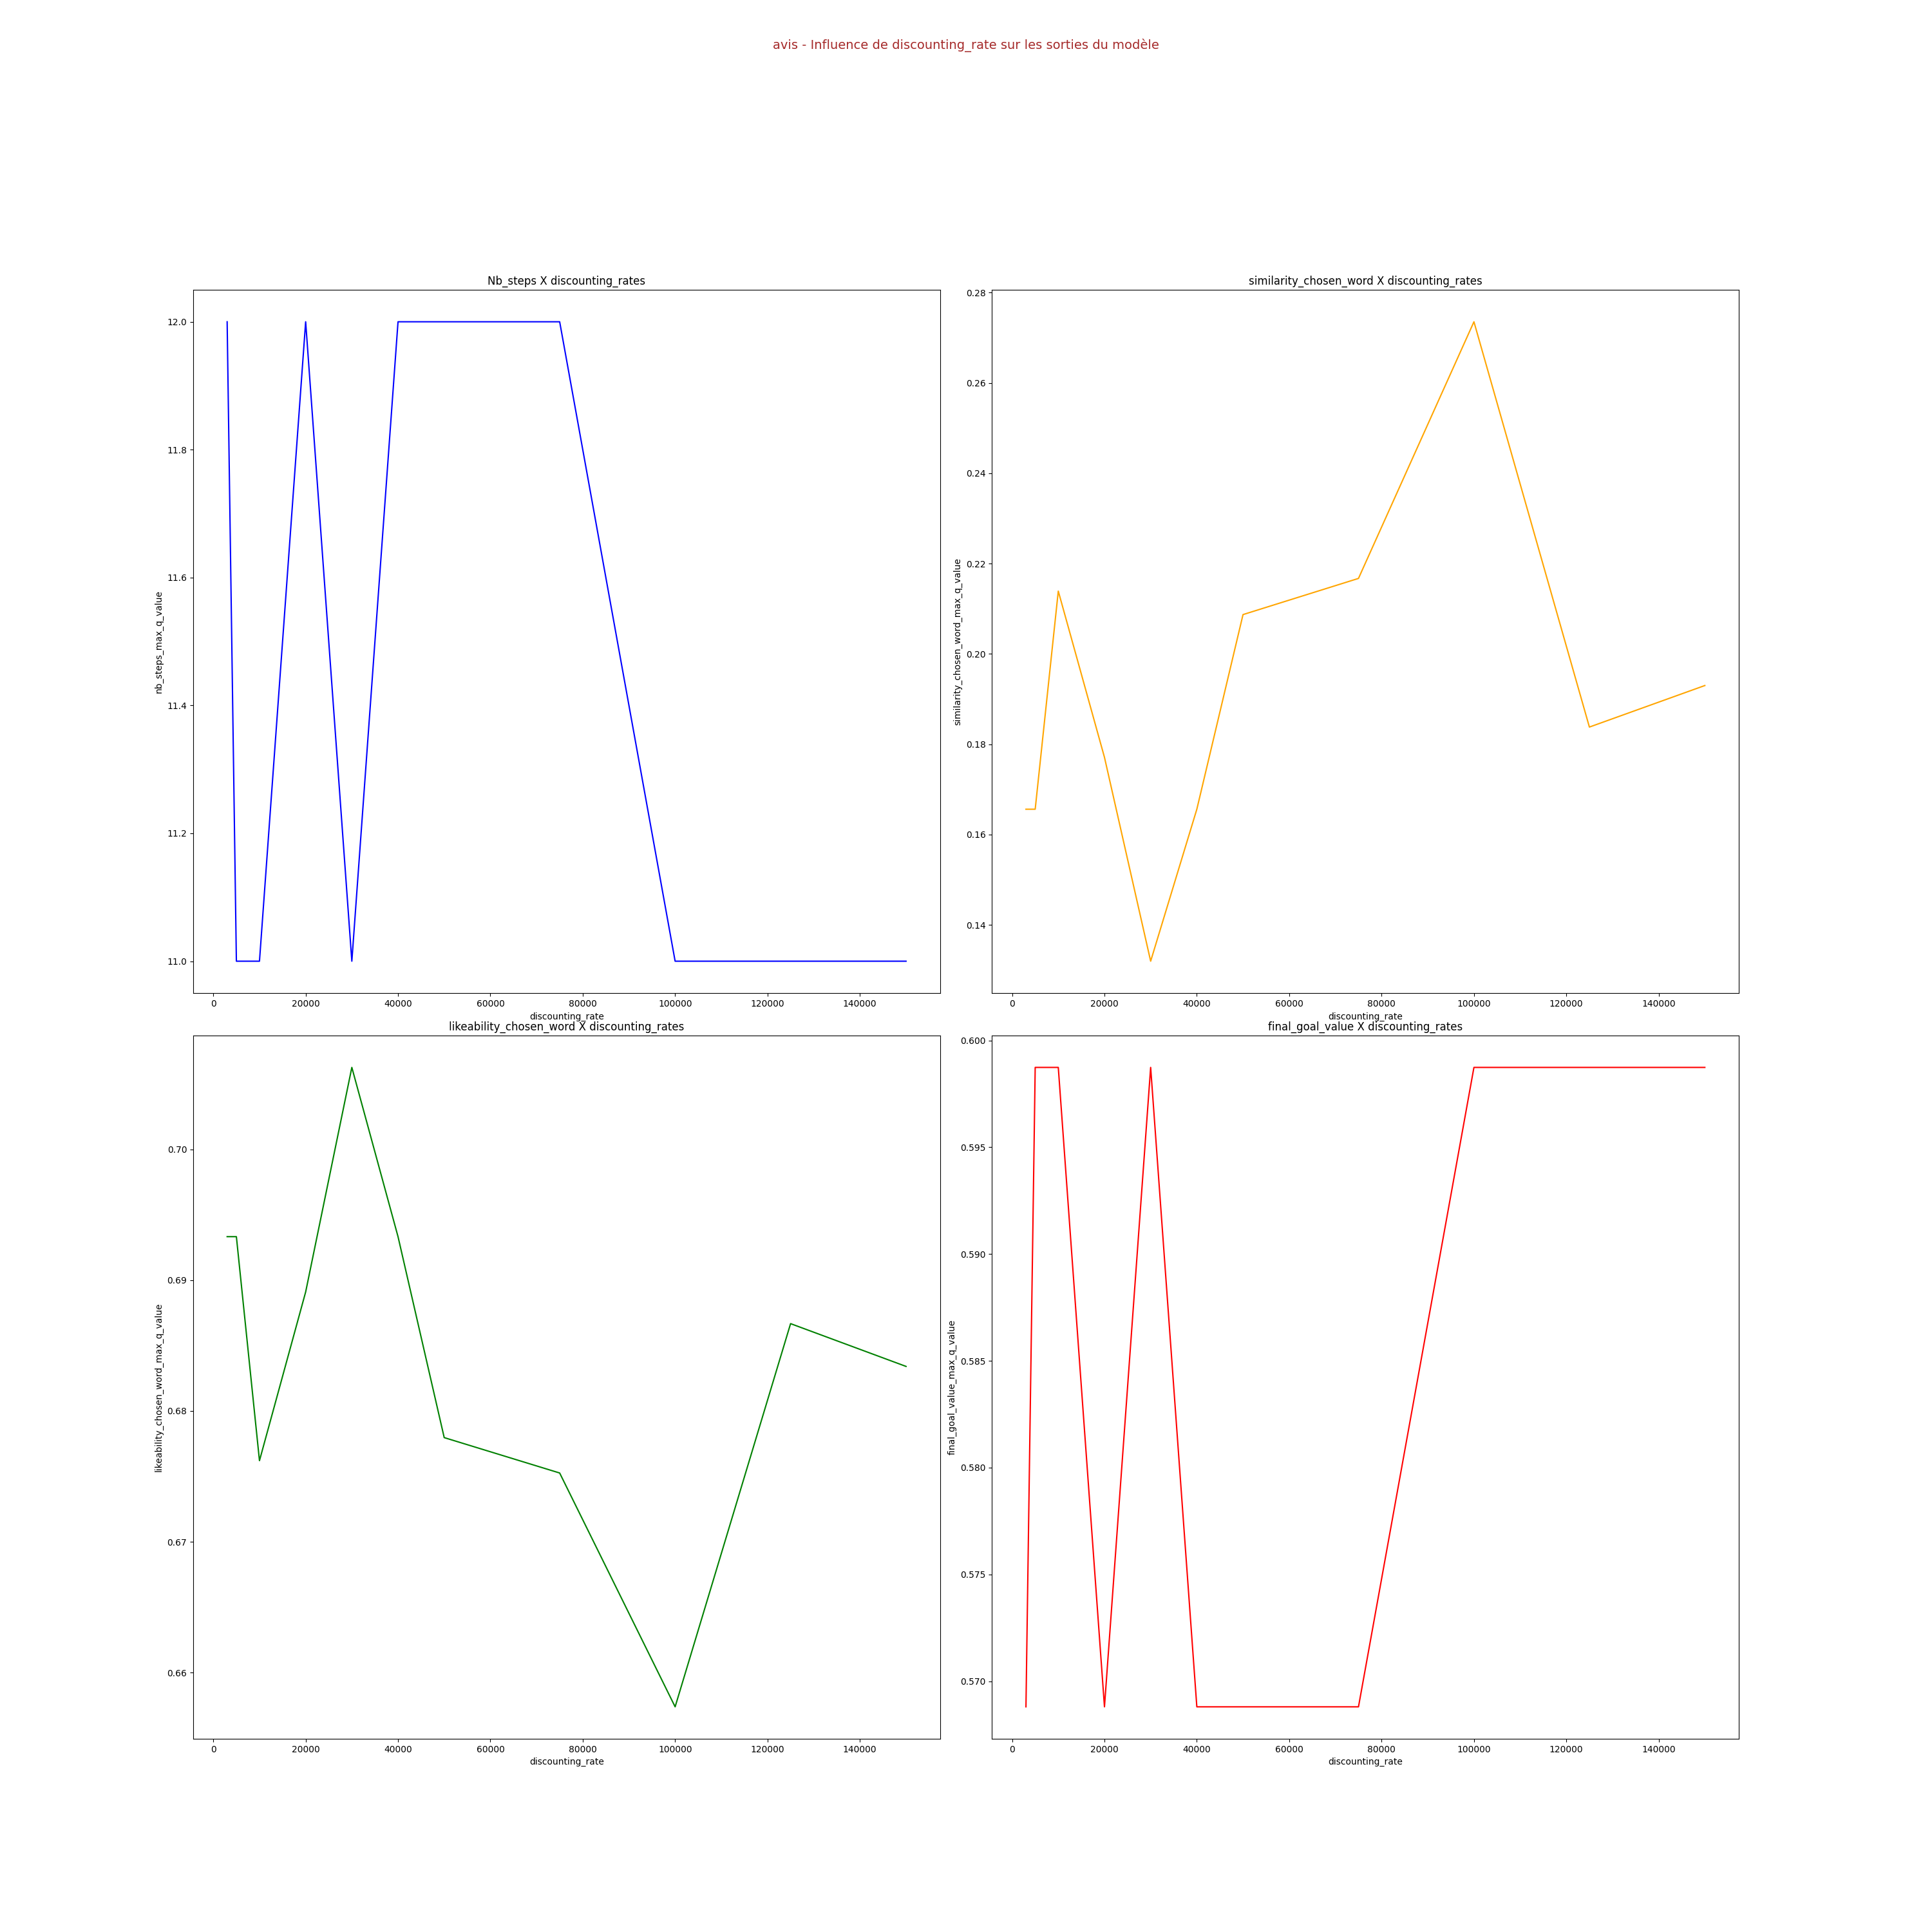 avis - Influence de discounting_rate sur les sorties du modèle
Nb_steps X discounting_rates
12.0
11.8
11.6
11.4
11.2
11.0
nb_steps_max_q_value
0 20000 40000 60000 80000 100000 120000 140000
discounting_rate
similarity_chosen_word X discounting_rates
0.28
0.26
0.24
0.22
0.20
0.18
0.16
0.14
similarity_chosen_word_max_q_value
0 20000 40000 60000 80000 100000 120000 140000
discounting_rate
likeability_chosen_word X discounting_rates
0.70
0.69
0.68
0.67
0.66
likeability_chosen_word_max_q_value
0 20000 40000 60000 80000 100000 120000 140000
discounting_rate
final_goal_value X discounting_rates
0.600
0.595
0.590
0.585
0.580
0.575
0.570
final_goal_value_max_q_value
0 20000 40000 60000 80000 100000 120000 140000
discounting_rate